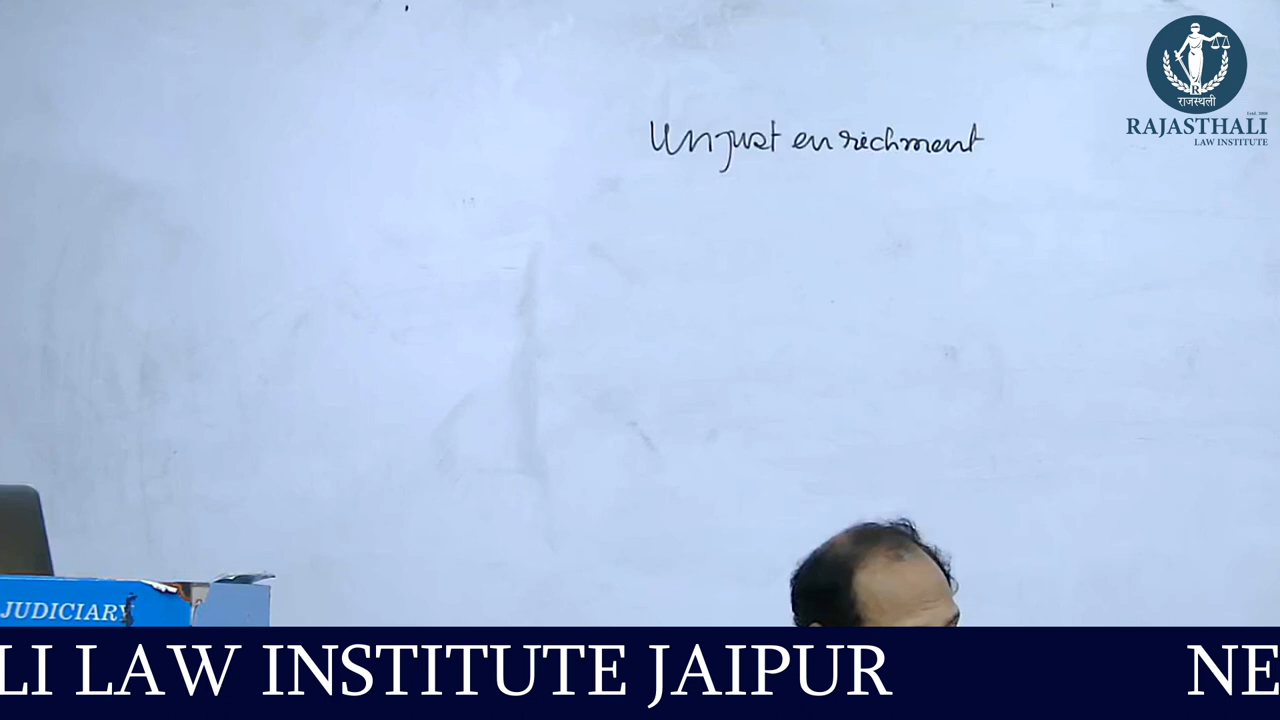 Unjust enrichment
राजस्थली
RAJASTHALI
LAW INSTITUTE
JUDICIARY
LI LAW INSTITUTE JAIPUR NE